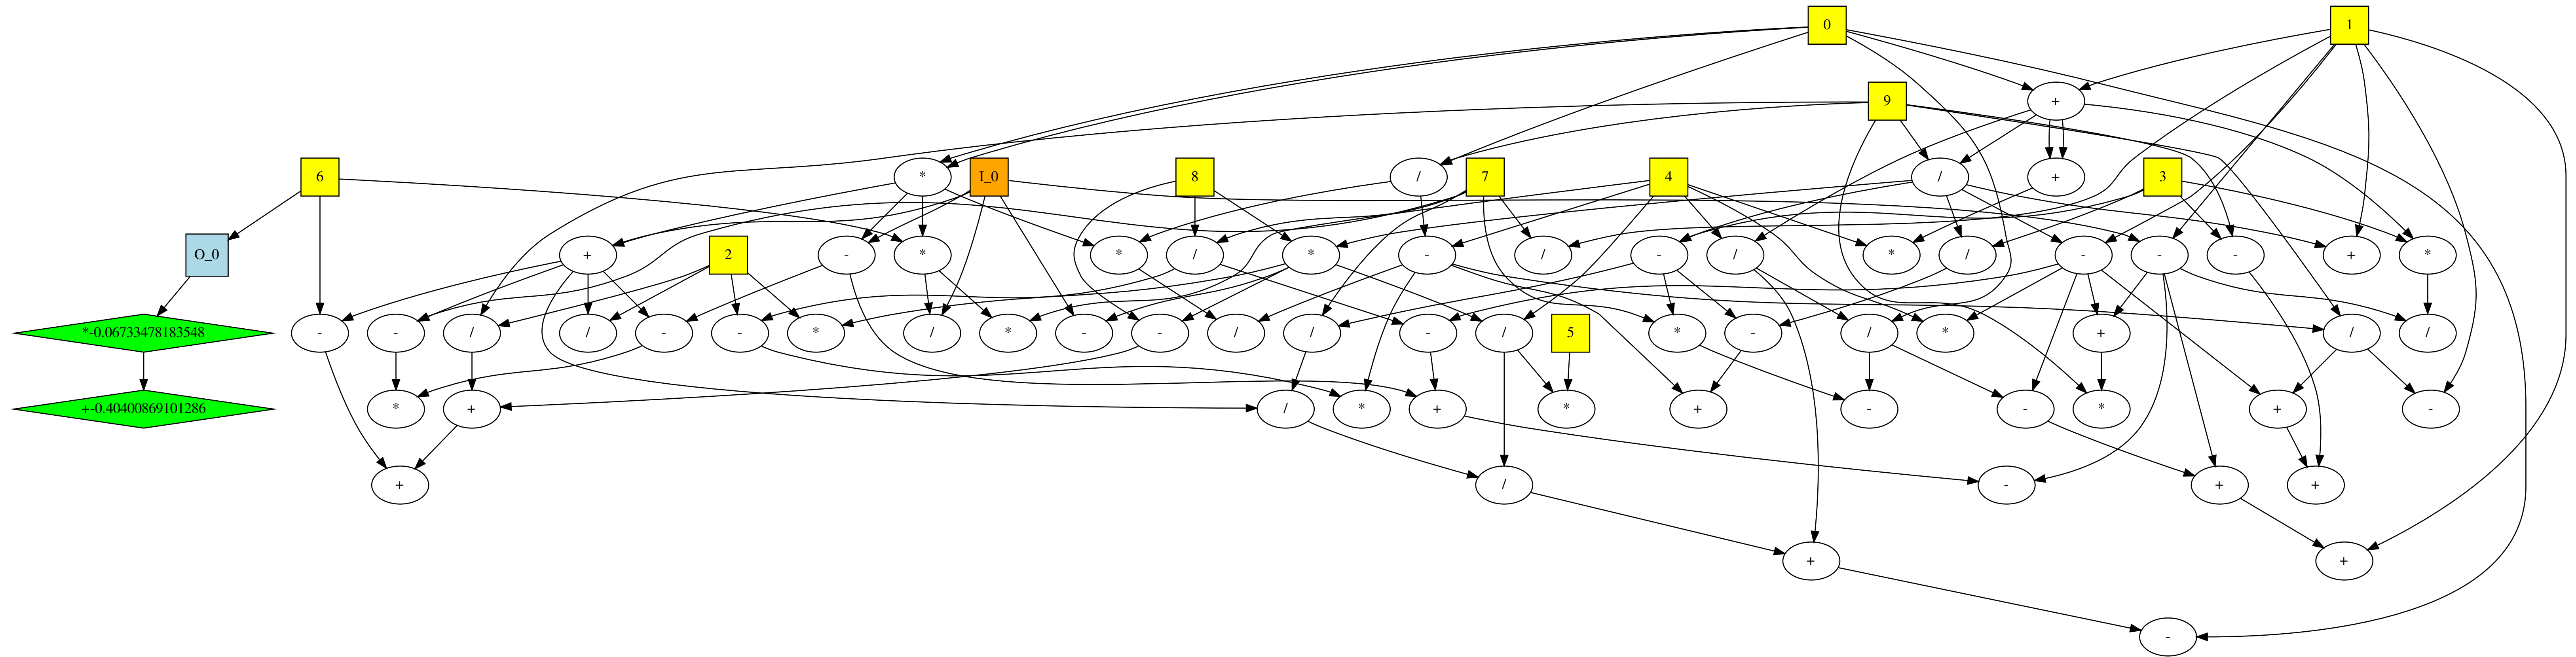 0 1
9 +
6 * I_0 8 / 7 4 / + 3
O_0 + 2 - * * / * - / - / * / - - - + *
*-0.06733478183548 - - / / - - * / * - - / / - / 5 * - / * + / /
+-0.40400869101286 * + / * + * + - - * + -
+ / - + +
+ +
-